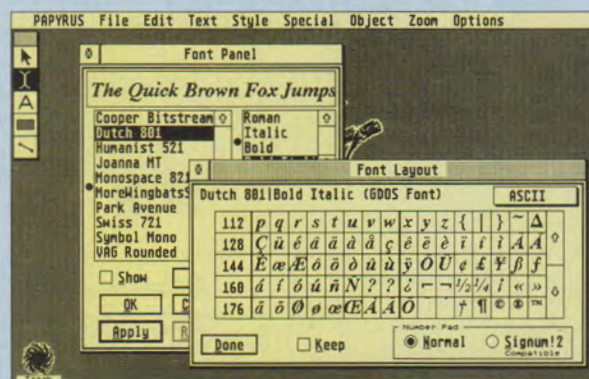 PAPYRUS File Edit Text Style Special Object Zoom Options
Font Panel
The Quick Brown Fox Jumps
Cooper Bitstream
Dutch 801
Humanist 521
Joanna MT
Monospace 821
MoreWingbatsS
Park Avenue
Swiss 721
Symbol Mono
VAG Rounded
Roman
Italic
Bold
Show
OK
Apply
Font Layout
Dutch 801|Bold Italic (GDOS Font) ASCII
112 p q r s t u v w x y z { | } ~ Δ
128 Ç ü é â ä à å ç ê ë è ï î ì Ä Å
144 É æ Æ ô ö ò û ù ÿ Ö Ü ¢ £ ¥ ß ƒ
160 á í ó ú ñ Ñ ? ? ¿ ⌐ ¬ ½ ¼ ¡ « »
176 ã õ Ø ø œ Œ À Ã Õ † ¶ © ® ™
Number Pad
Done Keep Normal Signum!2
Compatible